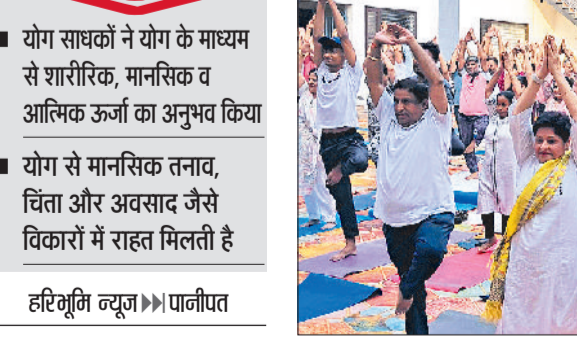 योग साधकों ने योग के माध्यम
से शारीरिक, मानसिक व
आत्मिक ऊर्जा का अनुभव किया
योग से मानसिक तनाव,
चिंता और अवसाद जैसे
विकारों में राहत मिलती है
हरिभूमि न्यूज पानीपत